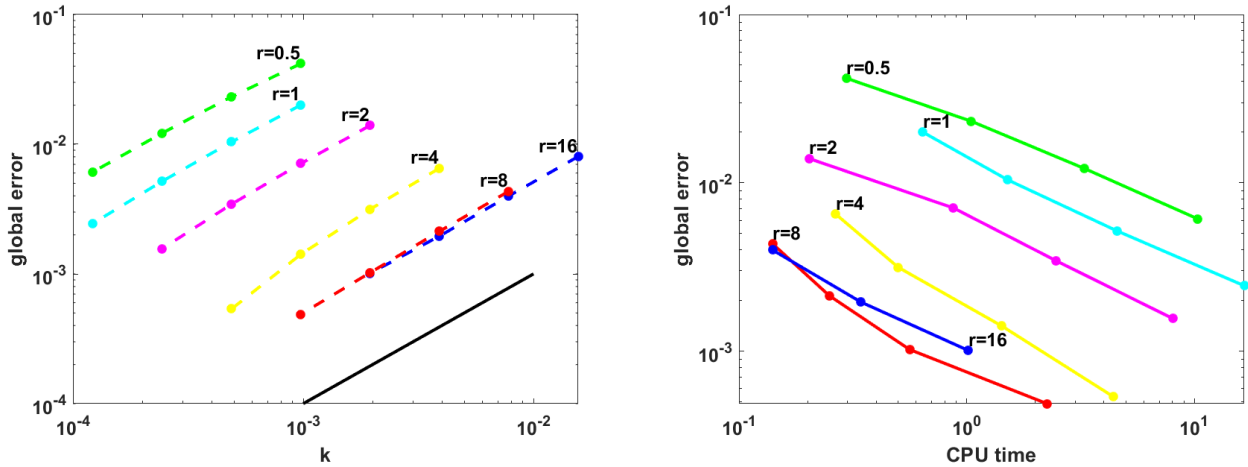 10^-1
10^-2
10^-3
10^-4
10^-4
10^-3
10^-2
k
global error
r=0.5
r=1
r=2
r=4
r=8
r=16
10^-1
10^-2
10^-3
10^-1
10^0
10^1
CPU time
global error
r=0.5
r=1
r=2
r=4
r=8
r=16